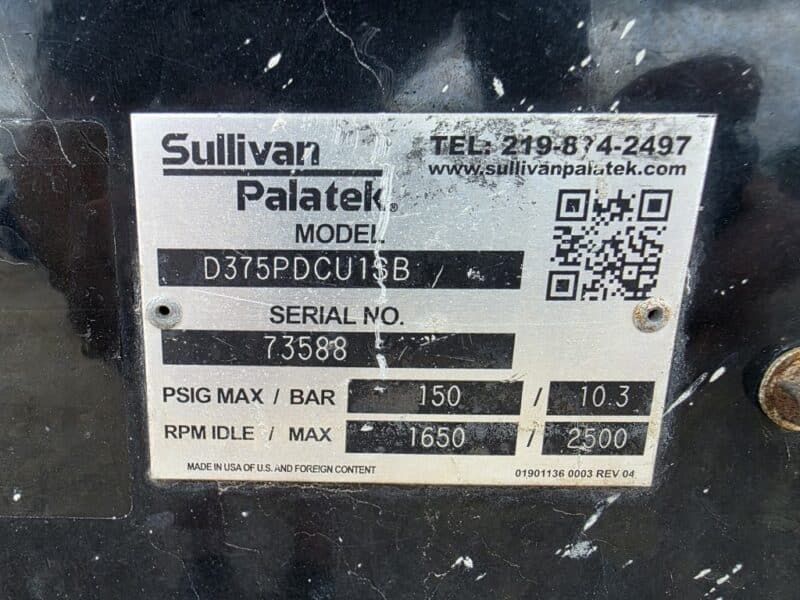 Sullivan
Palatek®
TEL: 219-874-2497
www.sullivanpalatek.com
MODEL
D375PDCU1SB
SERIAL NO.
73588
PSIG MAX / BAR 150 / 10.3
RPM IDLE / MAX 1650 / 2500
MADE IN USA OF U.S. AND FOREIGN CONTENT
01901136 0003 REV 04